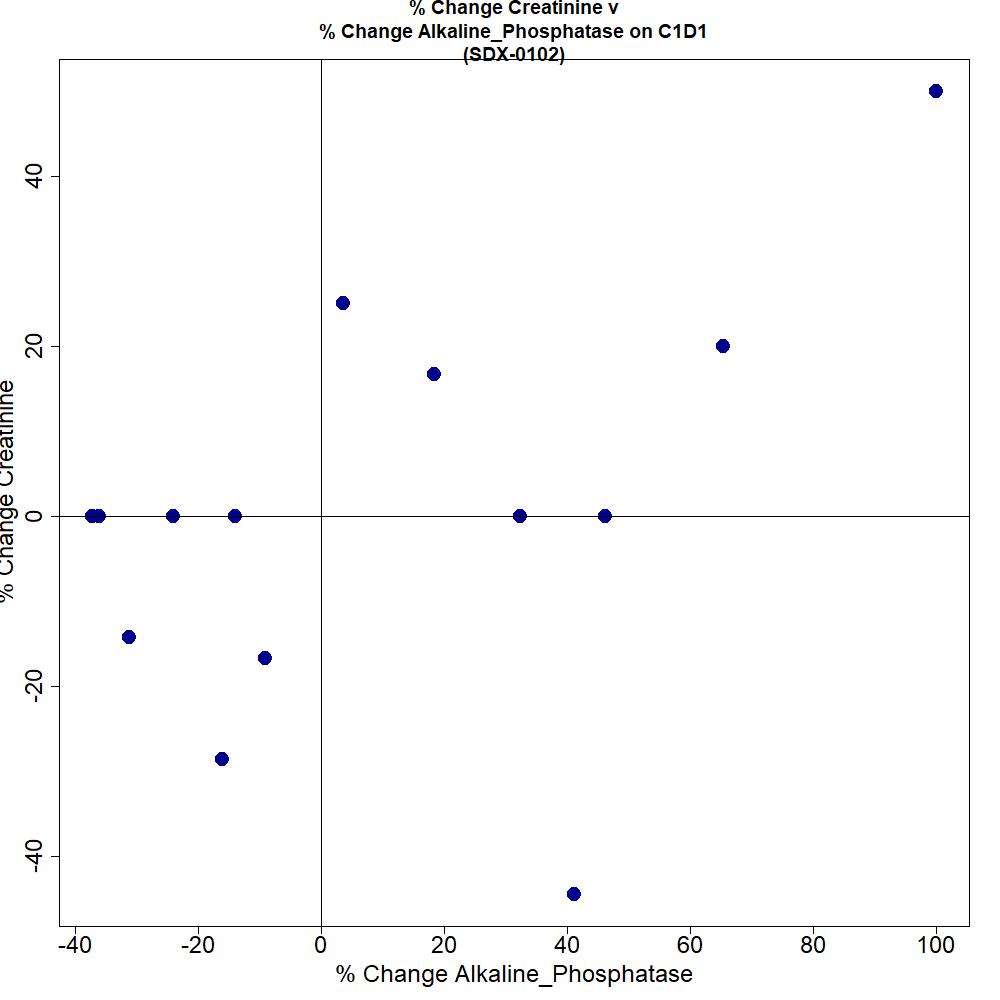 % Change Creatinine v
% Change Alkaline_Phosphatase on C1D1
(SDX-0102)
% Change Creatinine
40
20
0
-20
-40
-40 -20 0 20 40 60 80 100
% Change Alkaline_Phosphatase